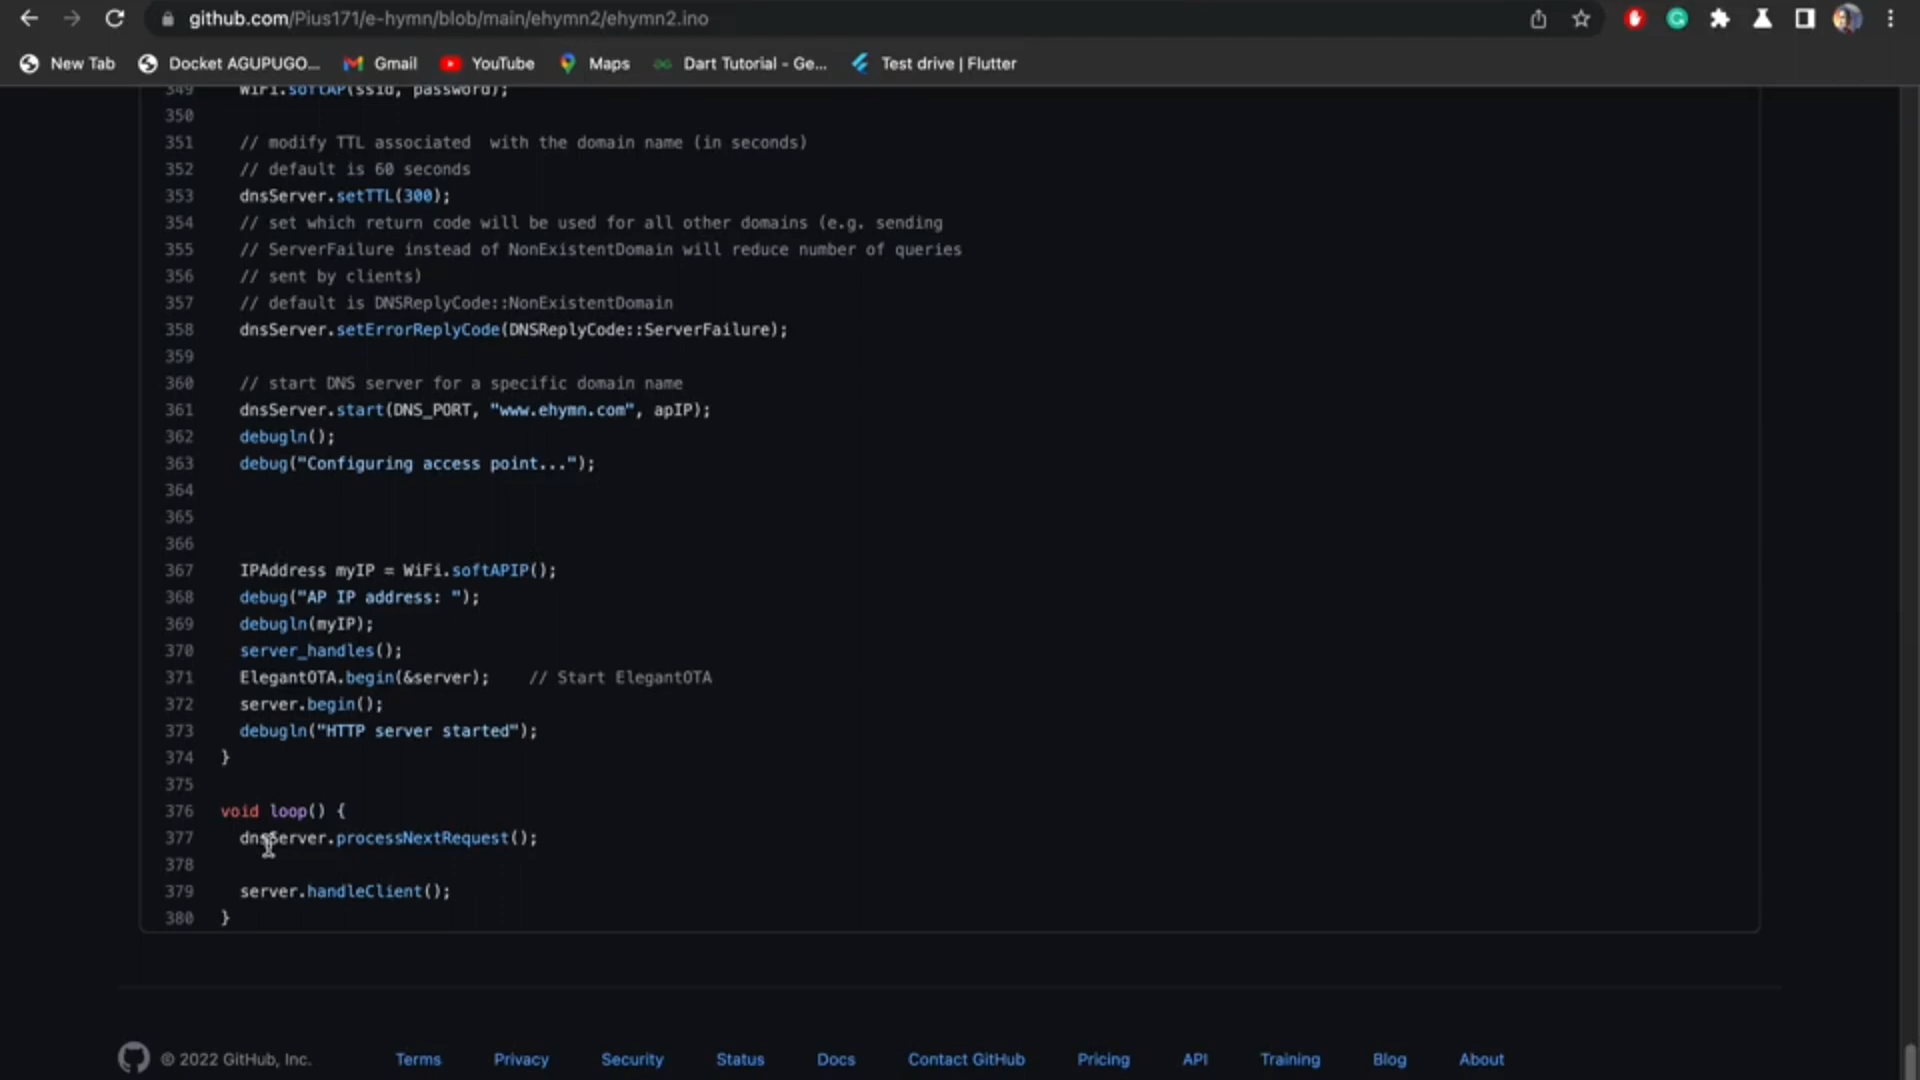 github.com/Pius171/e-hymn/blob/main/ehymn2/ehymn2.ino
New Tab Docket AGUPUGO... Gmail YouTube Maps Dart Tutorial - Ge... Test drive | Flutter
349 WiFi.softAP(ssid, password);
350
351 // modify TTL associated  with the domain name (in seconds)
352 // default is 60 seconds
353 dnsServer.setTTL(300);
354 // set which return code will be used for all other domains (e.g. sending
355 // ServerFailure instead of NonExistentDomain will reduce number of queries
356 // sent by clients)
357 // default is DNSReplyCode::NonExistentDomain
358 dnsServer.setErrorReplyCode(DNSReplyCode::ServerFailure);
359
360 // start DNS server for a specific domain name
361 dnsServer.start(DNS_PORT, "www.ehymn.com", apIP);
362 debugln();
363 debug("Configuring access point...");
364
365
366
367 IPAddress myIP = WiFi.softAPIP();
368 debug("AP IP address: ");
369 debugln(myIP);
370 server_handles();
371 ElegantOTA.begin(&server);    // Start ElegantOTA
372 server.begin();
373 debugln("HTTP server started");
374 }
375
376 void loop() {
377 dnsServer.processNextRequest();
378
379 server.handleClient();
380 }
© 2022 GitHub, Inc. Terms Privacy Security Status Docs Contact GitHub Pricing API Training Blog About